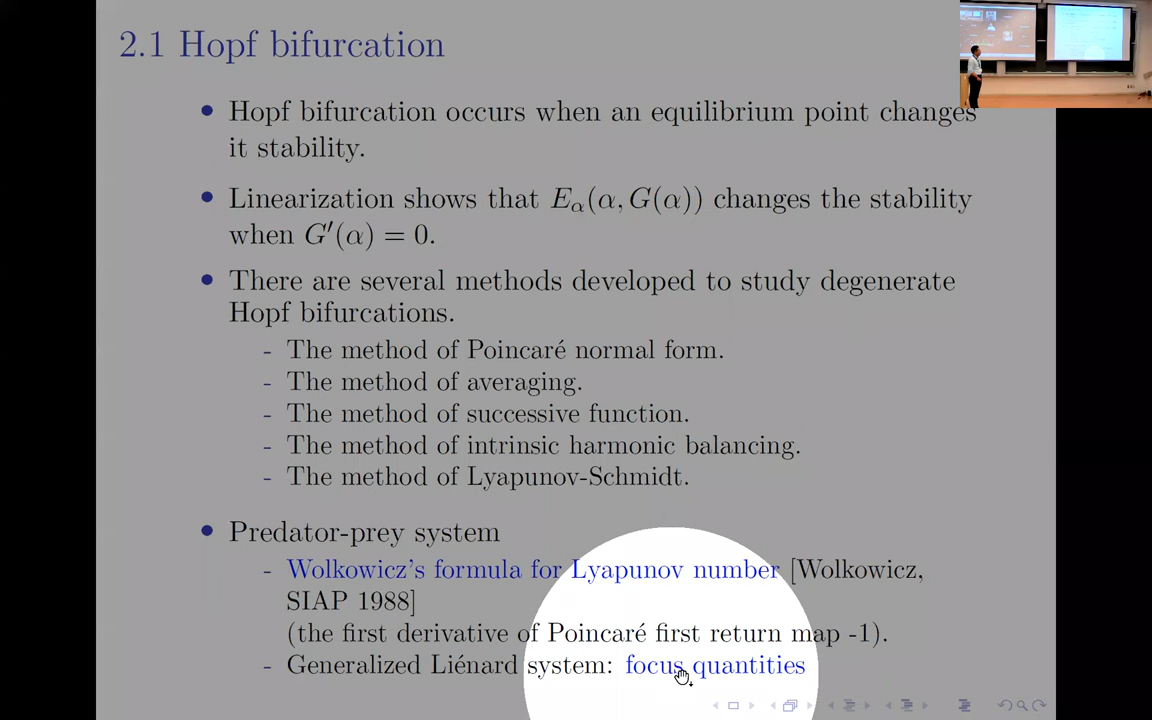 2.1 Hopf bifurcation
• Hopf bifurcation occurs when an equilibrium point changes
it stability.
• Linearization shows that E_α(α, G(α)) changes the stability
when G′(α) = 0.
• There are several methods developed to study degenerate
Hopf bifurcations.
- The method of Poincaré normal form.
- The method of averaging.
- The method of successive function.
- The method of intrinsic harmonic balancing.
- The method of Lyapunov-Schmidt.
• Predator-prey system
- Wolkowicz's formula for Lyapunov number [Wolkowicz,
SIAP 1988]
(the first derivative of Poincaré first return map -1).
- Generalized Liénard system: focus quantities